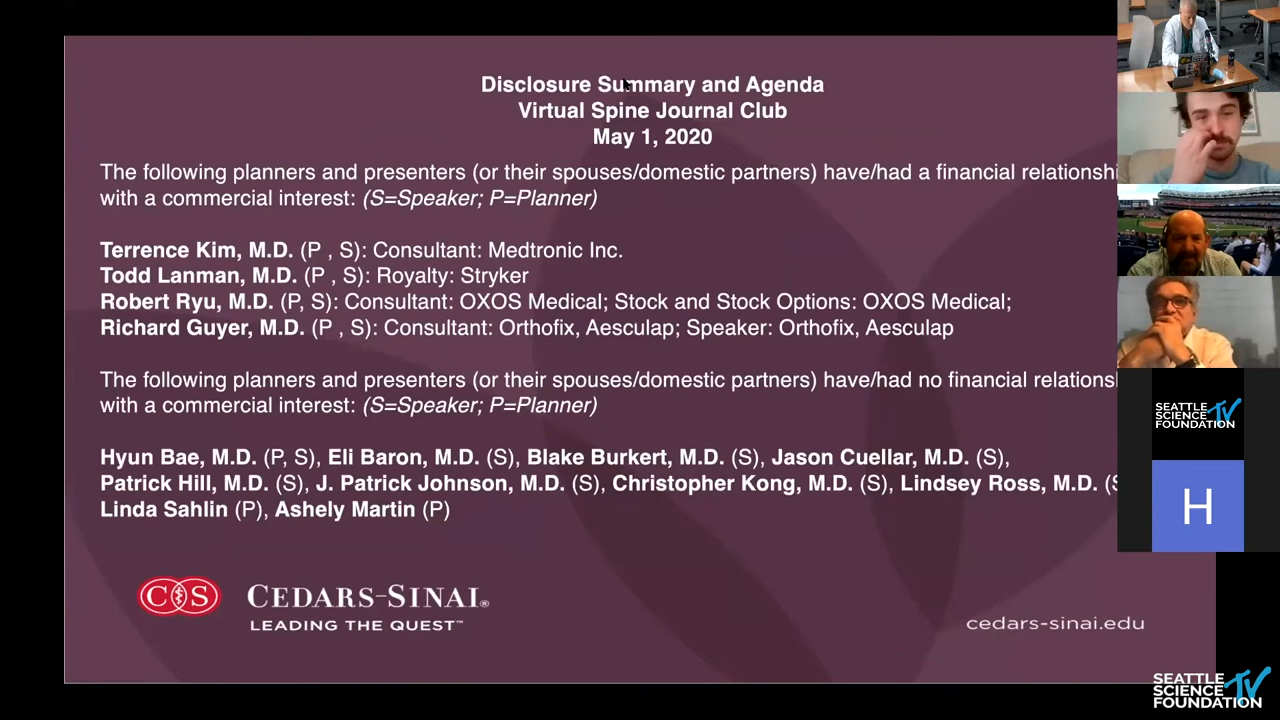 Disclosure Summary and Agenda
Virtual Spine Journal Club
May 1, 2020
The following planners and presenters (or their spouses/domestic partners) have/had a financial relationshi
with a commercial interest: (S=Speaker; P=Planner)
Terrence Kim, M.D. (P , S): Consultant: Medtronic Inc.
Todd Lanman, M.D. (P , S): Royalty: Stryker
Robert Ryu, M.D. (P, S): Consultant: OXOS Medical; Stock and Stock Options: OXOS Medical;
Richard Guyer, M.D. (P , S): Consultant: Orthofix, Aesculap; Speaker: Orthofix, Aesculap
The following planners and presenters (or their spouses/domestic partners) have/had no financial relations
with a commercial interest: (S=Speaker; P=Planner)
Hyun Bae, M.D. (P, S), Eli Baron, M.D. (S), Blake Burkert, M.D. (S), Jason Cuellar, M.D. (S),
Patrick Hill, M.D. (S), J. Patrick Johnson, M.D. (S), Christopher Kong, M.D. (S), Lindsey Ross, M.D. (S
Linda Sahlin (P), Ashely Martin (P)
CS CEDARS-SINAI®
LEADING THE QUEST™
cedars-sinai.edu
SEATTLE
SCIENCE TV
FOUNDATION
H
SEATTLE
SCIENCE TV
FOUNDATION